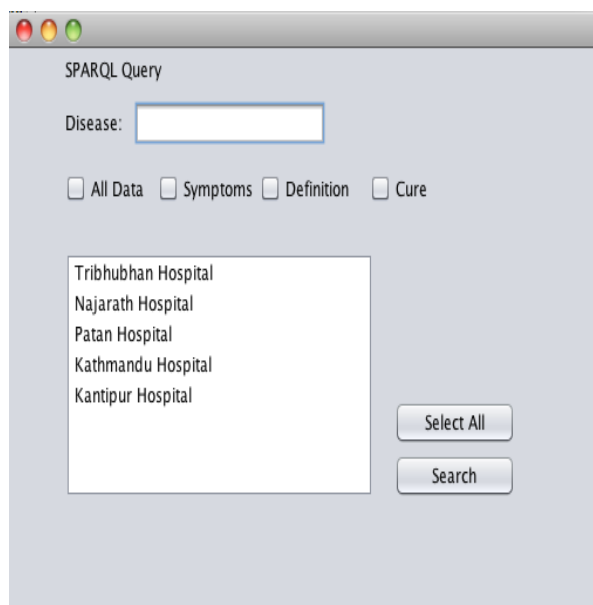 SPARQL Query
Disease:
All Data Symptoms Definition Cure
Tribhubhan Hospital
Najarath Hospital
Patan Hospital
Kathmandu Hospital
Kantipur Hospital
Select All
Search